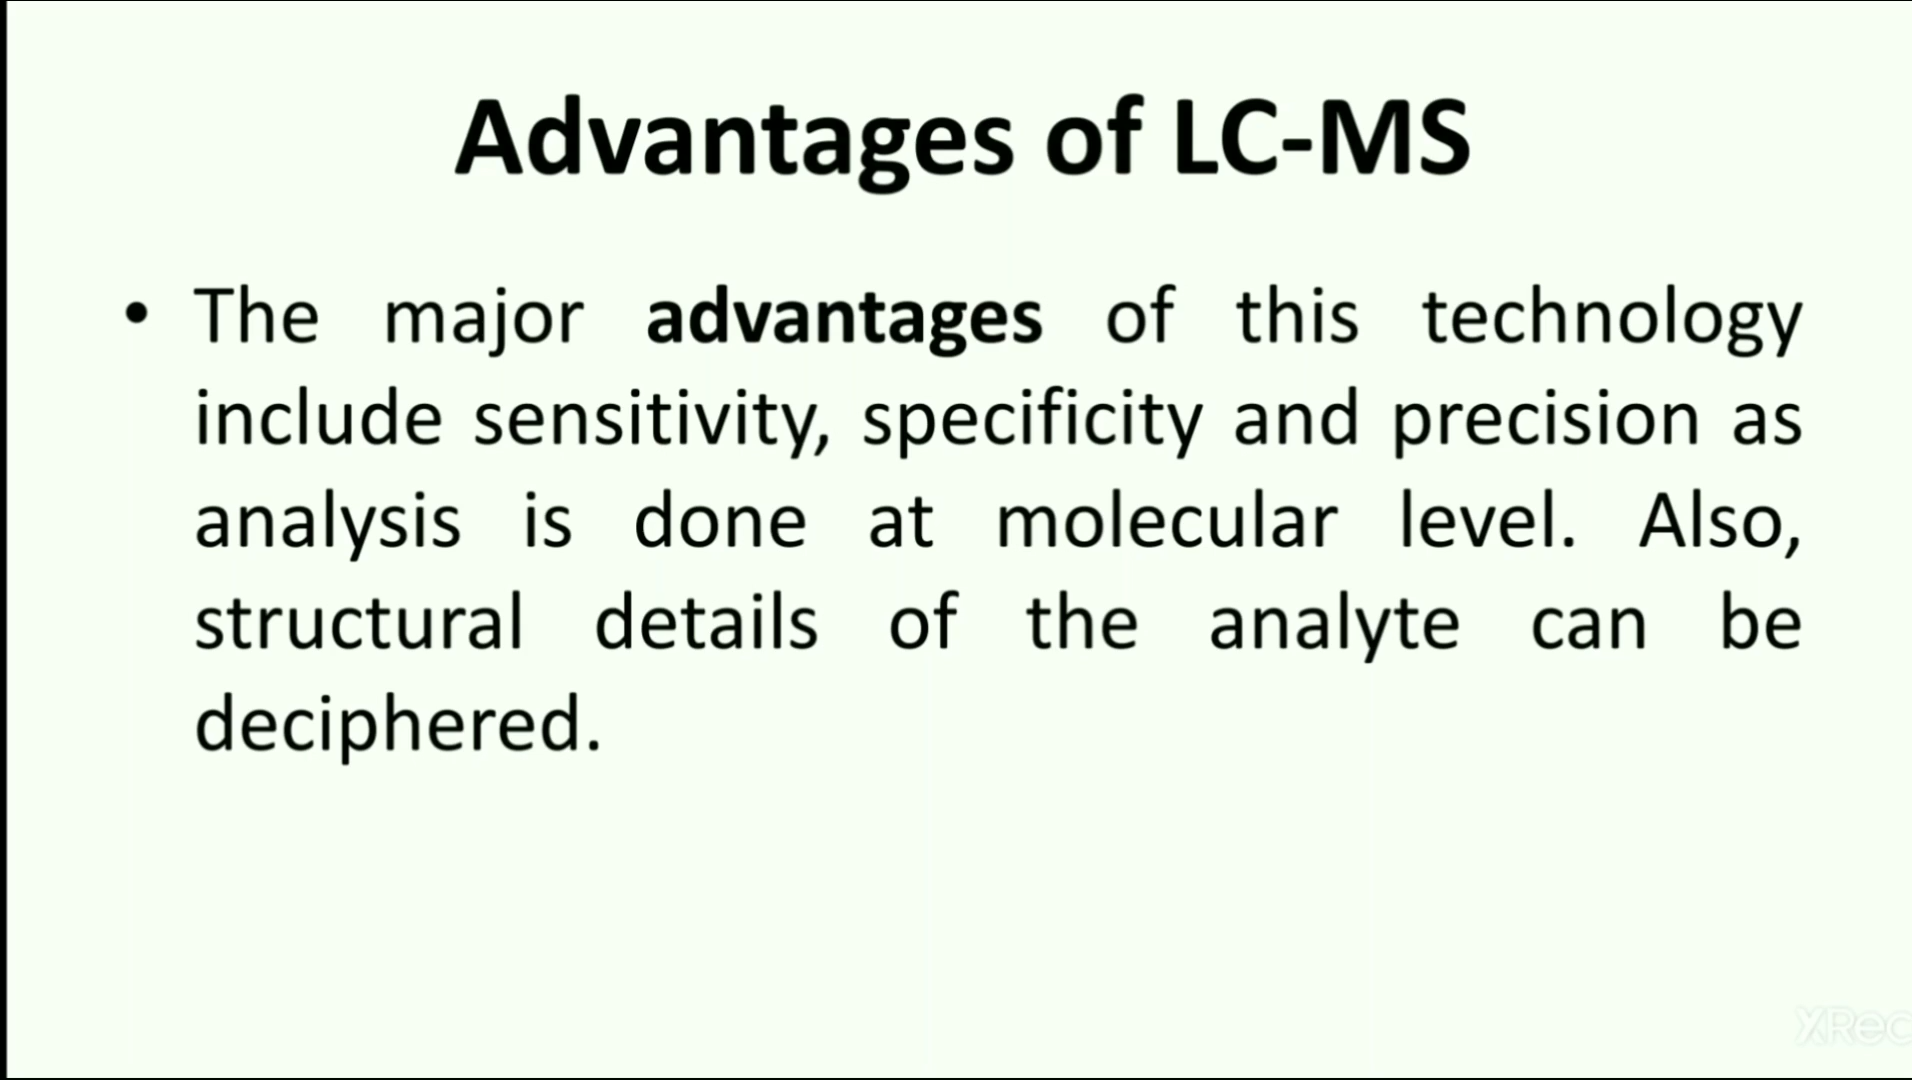 Advantages of LC-MS
• The major advantages of this technology
include sensitivity, specificity and precision as
analysis is done at molecular level. Also,
structural details of the analyte can be
deciphered.
XRec